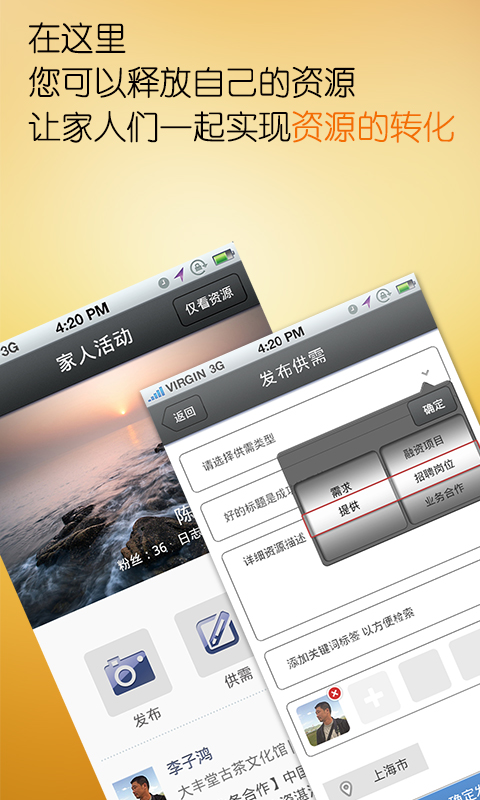 在这里
您可以释放自己的资源
让家人们一起实现资源的转化
3G
4:20 PM
家人活动
仅看资源
粉丝：36
日志
发布
供需
李子鸿
大丰堂古茶文化馆
业务合作】中国
VIRGIN 3G
4:20 PM
返回
发布供需
请选择供需类型
确定
需求
提供
融资项目
招聘岗位
业务合作
好的标题是成功
详细资源描述
添加关键词标签 以方便检索
上海市
确定发